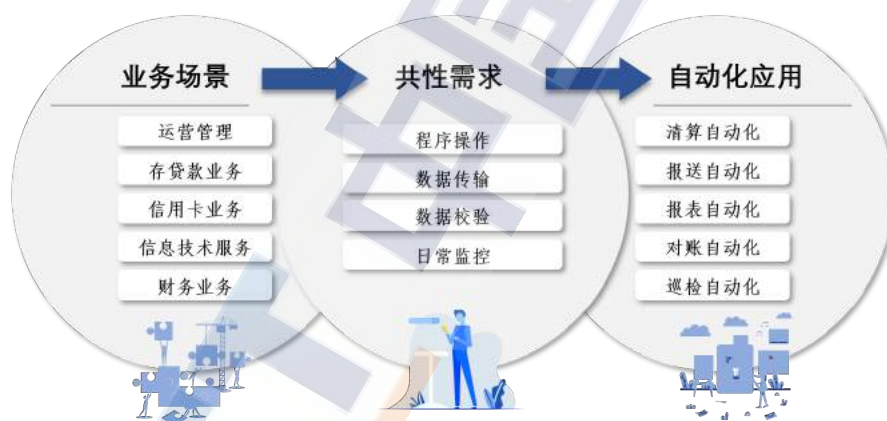 业务场景
运营管理
存贷款业务
信用卡业务
信息技术服务
财务业务
共性需求
程序操作
数据传输
数据校验
日常监控
自动化应用
清算自动化
报送自动化
报表自动化
对账自动化
巡检自动化